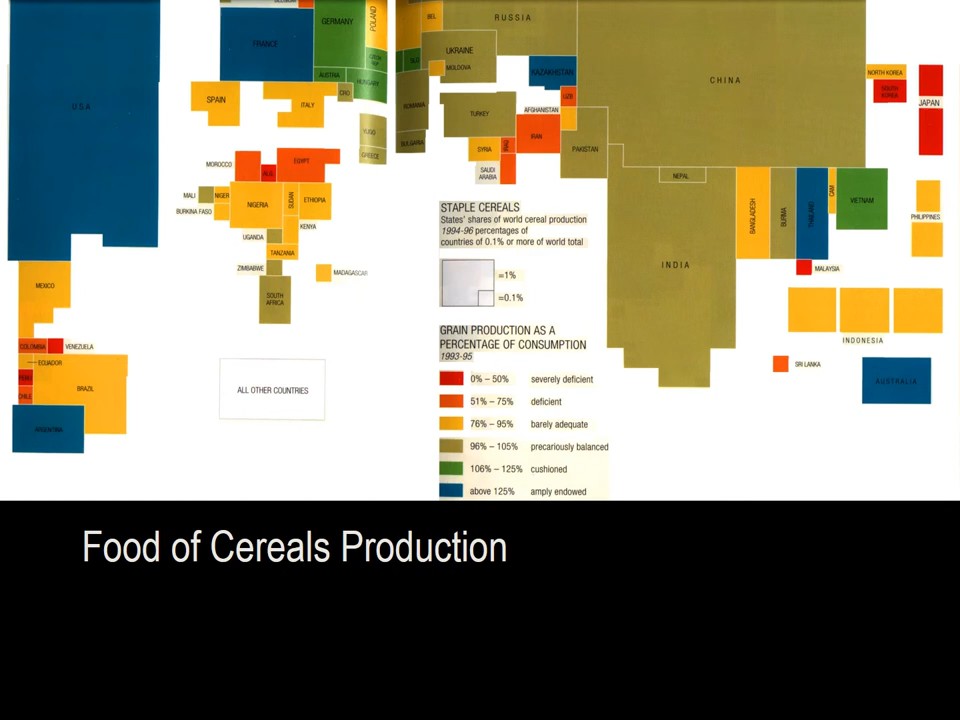 GERMANY
POLAND
BEL
RUSSIA
FRANCE
UKRAINE
MOLDOVA
KAZAKHSTAN
CHINA
NORTH KOREA
SOUTH KOREA
JAPAN
USA
AUSTRIA
HUNGARY
SPAIN
ITALY
CRO
ROMANIA
BULGARIA
TURKEY
AFGHANISTAN
UZB
YUGO
GREECE
SYRIA
IRAQ
IRAN
PAKISTAN
SAUDI
ARABIA
NEPAL
MOROCCO
ALG
EGYPT
MALI
NIGER
BURKINA FASO
NIGERIA
SUDAN
ETHIOPIA
KENYA
UGANDA
TANZANIA
ZIMBABWE
MADAGASCAR
SOUTH
AFRICA
BANGLADESH
BURMA
THAILAND
CAM
VIETNAM
PHILIPPINES
MALAYSIA
INDIA
INDONESIA
SRI LANKA
AUSTRALIA
MEXICO
COLOMBIA
VENEZUELA
ECUADOR
PERU
BRAZIL
CHILE
ARGENTINA
ALL OTHER COUNTRIES
STAPLE CEREALS
States' shares of world cereal production
1994-96 percentages of
countries of 0.1% or more of world total
=1%
=0.1%
GRAIN PRODUCTION AS A
PERCENTAGE OF CONSUMPTION
1993-95
0% – 50% severely deficient
51% – 75% deficient
76% – 95% barely adequate
96% – 105% precariously balanced
106% – 125% cushioned
above 125% amply endowed
Food of Cereals Production